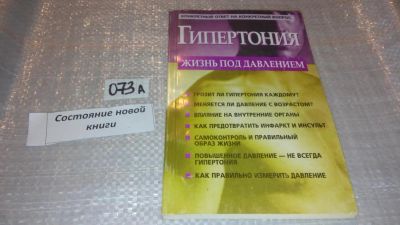 КОНКРЕТНЫЙ ОТВЕТ НА КОНКРЕТНЫЙ ВОПРОС
ГИПЕРТОНИЯ
ЖИЗНЬ ПОД ДАВЛЕНИЕМ
ГРОЗИТ ЛИ ГИПЕРТОНИЯ КАЖДОМУ?
МЕНЯЕТСЯ ЛИ ДАВЛЕНИЕ С ВОЗРАСТОМ?
ВЛИЯНИЕ НА ВНУТРЕННИЕ ОРГАНЫ
КАК ПРЕДОТВРАТИТЬ ИНФАРКТ И ИНСУЛЬТ
САМОКОНТРОЛЬ И ПРАВИЛЬНЫЙ
ОБРАЗ ЖИЗНИ
ПОВЫШЕННОЕ ДАВЛЕНИЕ — НЕ ВСЕГДА
ГИПЕРТОНИЯ
КАК ПРАВИЛЬНО ИЗМЕРИТЬ ДАВЛЕНИЕ
073 А
Состояние новой
книги